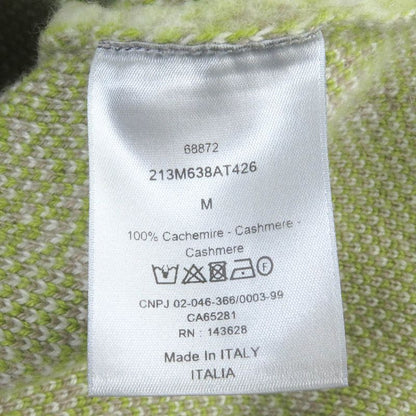 68872
213M638AT426
M
100% Cachemire - Cashmere -
Cashmere
CNPJ 02-046-366/0003-99
CA65281
RN : 143628
Made In ITALY
ITALIA